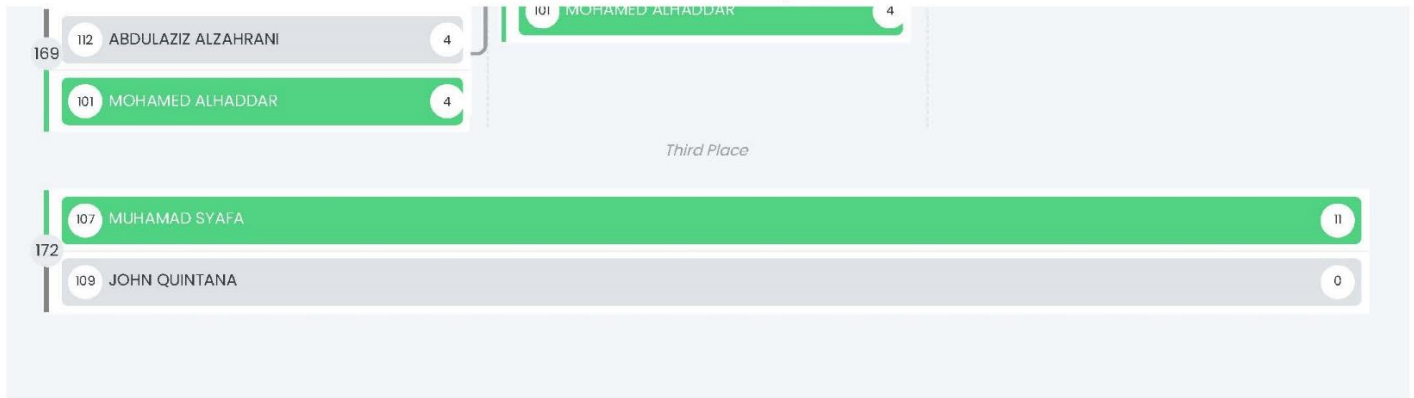 101 MOHAMED ALHADDAR 4
112 ABDULAZIZ ALZAHRANI 4
169
101 MOHAMED ALHADDAR 4
Third Place
107 MUHAMAD SYAFA 11
172
109 JOHN QUINTANA 0